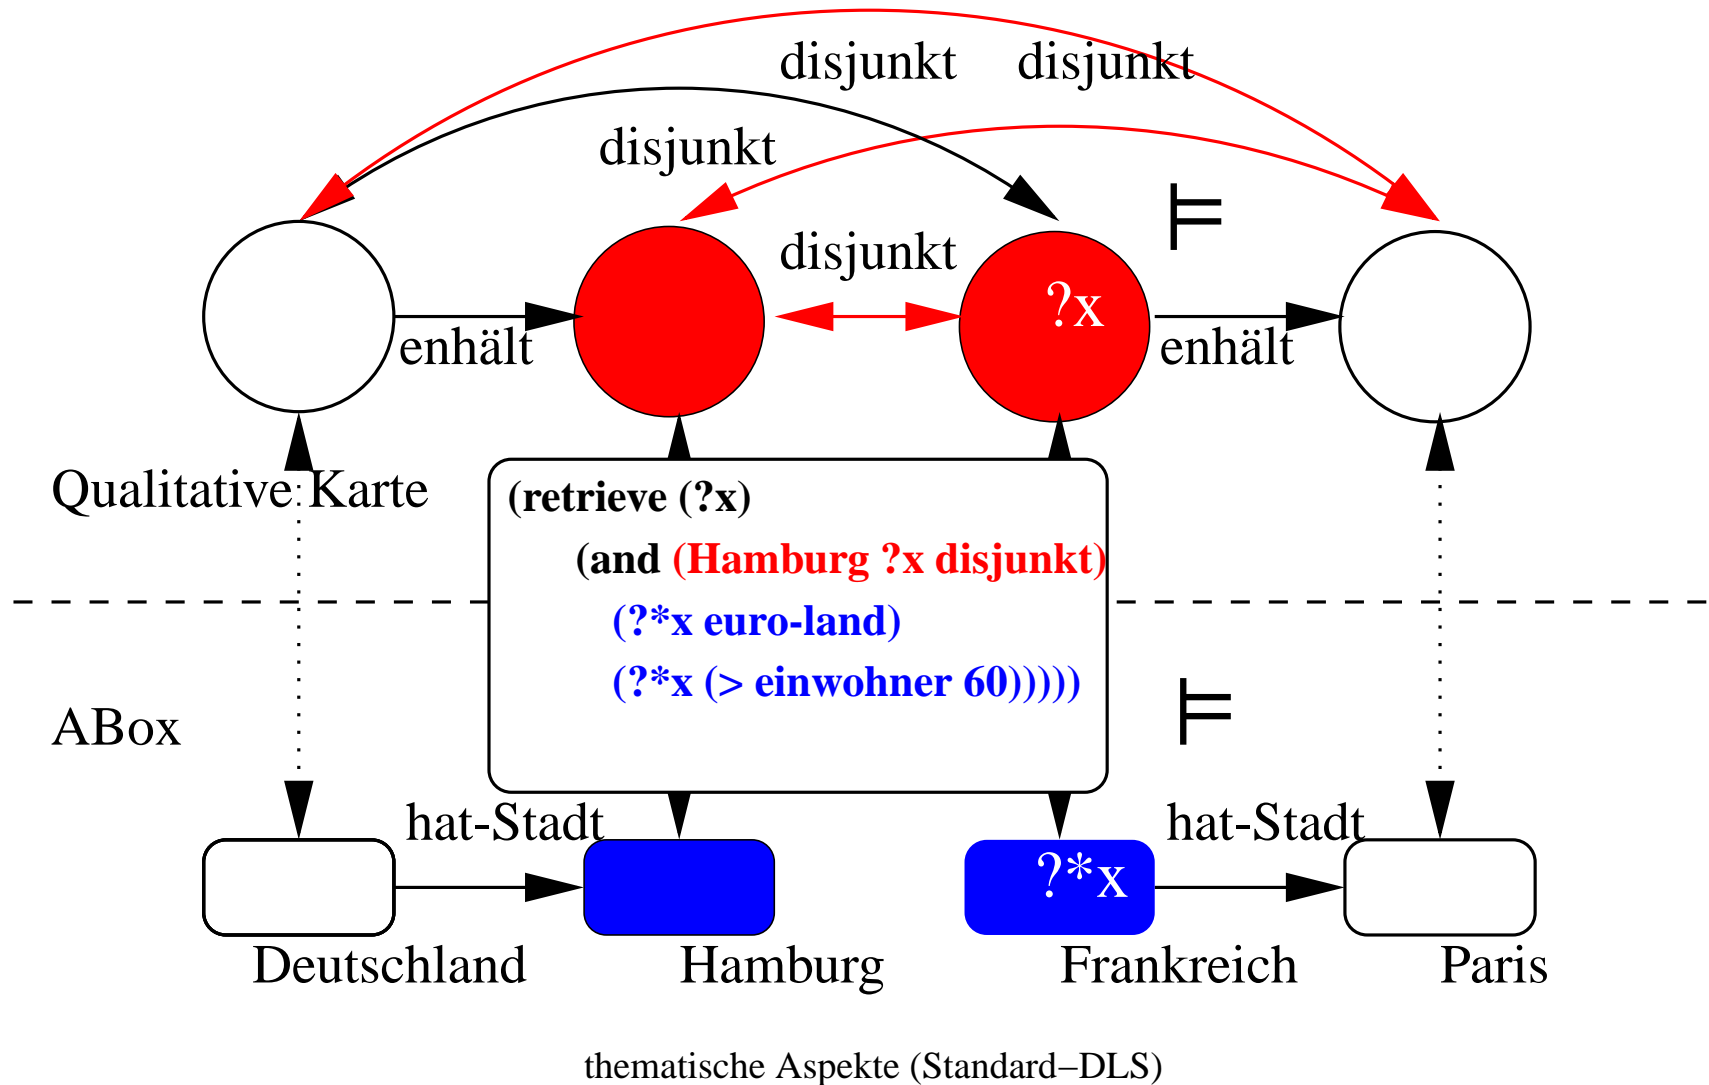 disjunkt disjunkt
disjunkt
disjunkt
?x
enhält enhält
Qualitative Karte
(retrieve (?x)
(and (Hamburg ?x disjunkt)
(?*x euro-land)
(?*x (> einwohner 60)))))
ABox
hat-Stadt hat-Stadt
?*x
Deutschland Hamburg Frankreich Paris
thematische Aspekte (Standard–DLS)